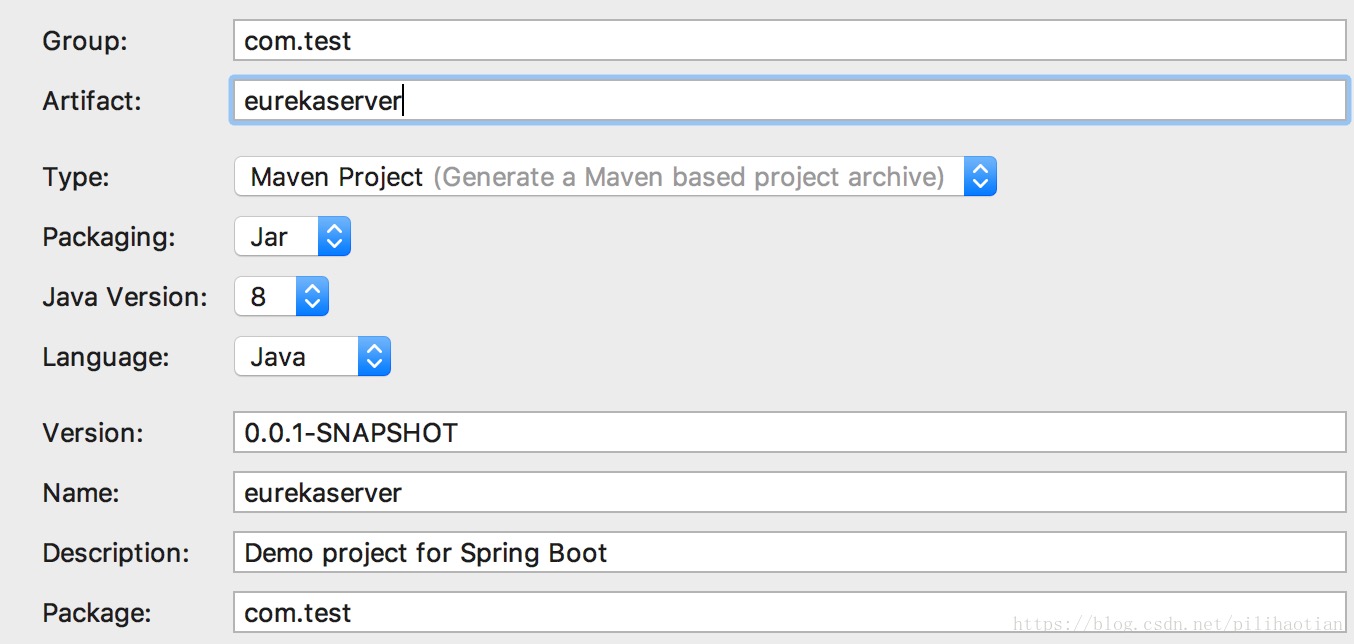 Group: com.test
Artifact: eurekaserver
Type: Maven Project (Generate a Maven based project archive)
Packaging: Jar
Java Version: 8
Language: Java
Version: 0.0.1-SNAPSHOT
Name: eurekaserver
Description: Demo project for Spring Boot
Package: com.test
https://blog.csdn.net/pilihaotian